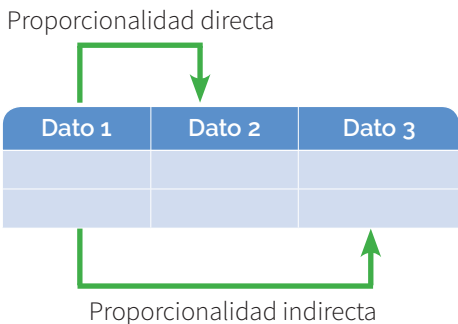 Proporcionalidad directa
Dato 1 Dato 2 Dato 3
Proporcionalidad indirecta